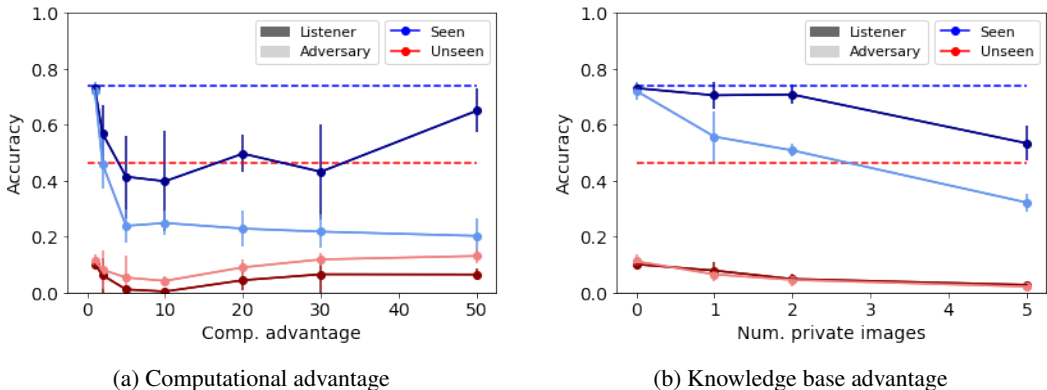 1.0
0.8
0.6
0.4
0.2
0.0
Accuracy
Listener
Adversary
Seen
Unseen
0 10 20 30 40 50
Comp. advantage
(a) Computational advantage
1.0
0.8
0.6
0.4
0.2
0.0
Accuracy
Listener
Adversary
Seen
Unseen
0 1 2 3 4 5
Num. private images
(b) Knowledge base advantage